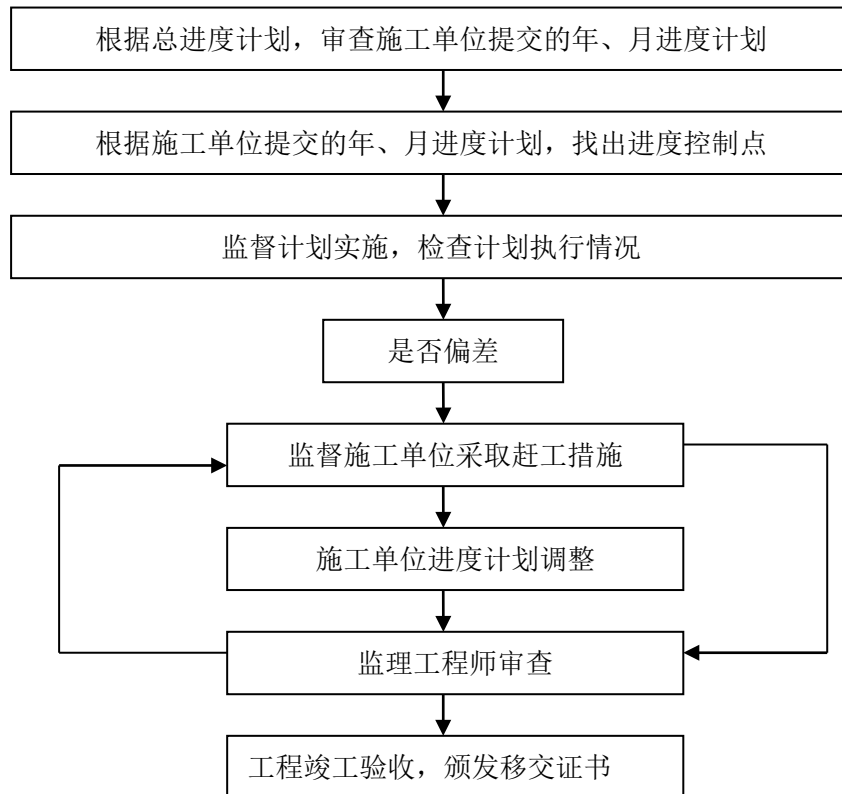 根据总进度计划，审查施工单位提交的年、月进度计划
根据施工单位提交的年、月进度计划，找出进度控制点
监督计划实施，检查计划执行情况
是否偏差
监督施工单位采取赶工措施
施工单位进度计划调整
监理工程师审查
工程竣工验收，颁发移交证书